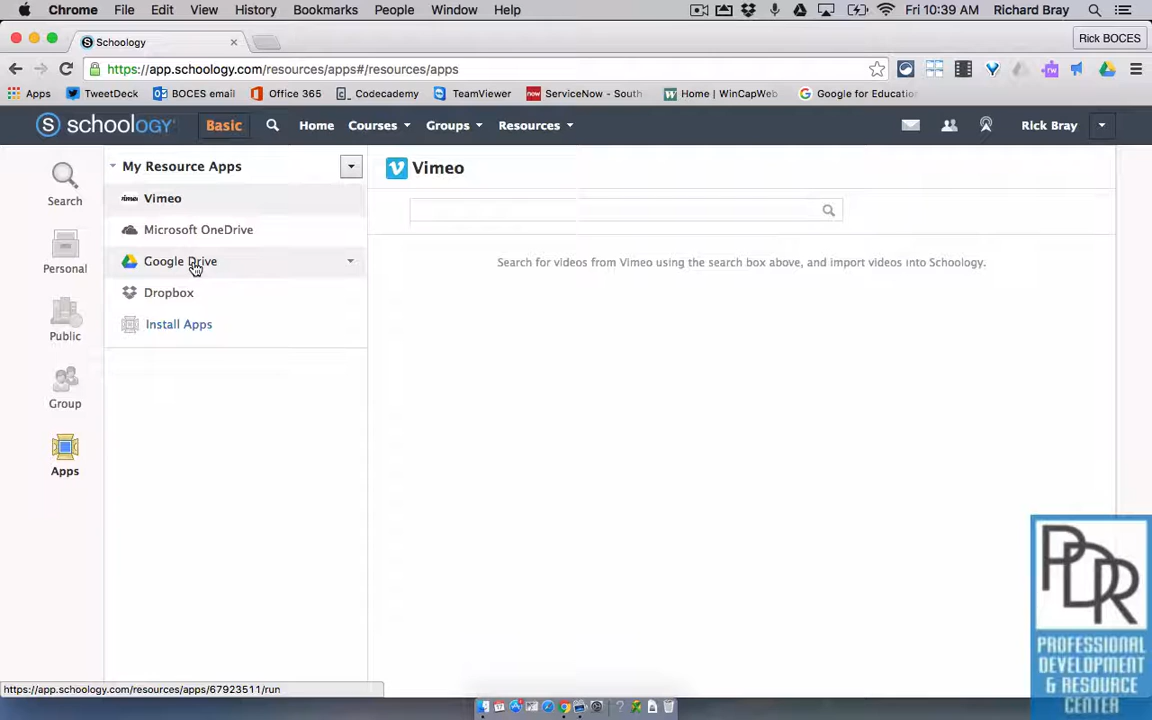 Chrome File Edit View History Bookmarks People Window Help Fri 10:39 AM Richard Bray
Schoology Rick BOCES
https://app.schoology.com/resources/apps#/resources/apps
Apps TweetDeck BOCES email Office 365 Codecademy TeamViewer ServiceNow - South Home | WinCapWeb Google for Education
S schoology Basic Home Courses Groups Resources Rick Bray
My Resource Apps
Vimeo
Search
Vimeo
Microsoft OneDrive
Personal
Google Drive
Search for videos from Vimeo using the search box above, and import videos into Schoology.
Dropbox
Public
Install Apps
Group
Apps
https://app.schoology.com/resources/apps/67923511/run
PDRC
PROFESSIONAL
DEVELOPMENT
& RESOURCE
CENTER